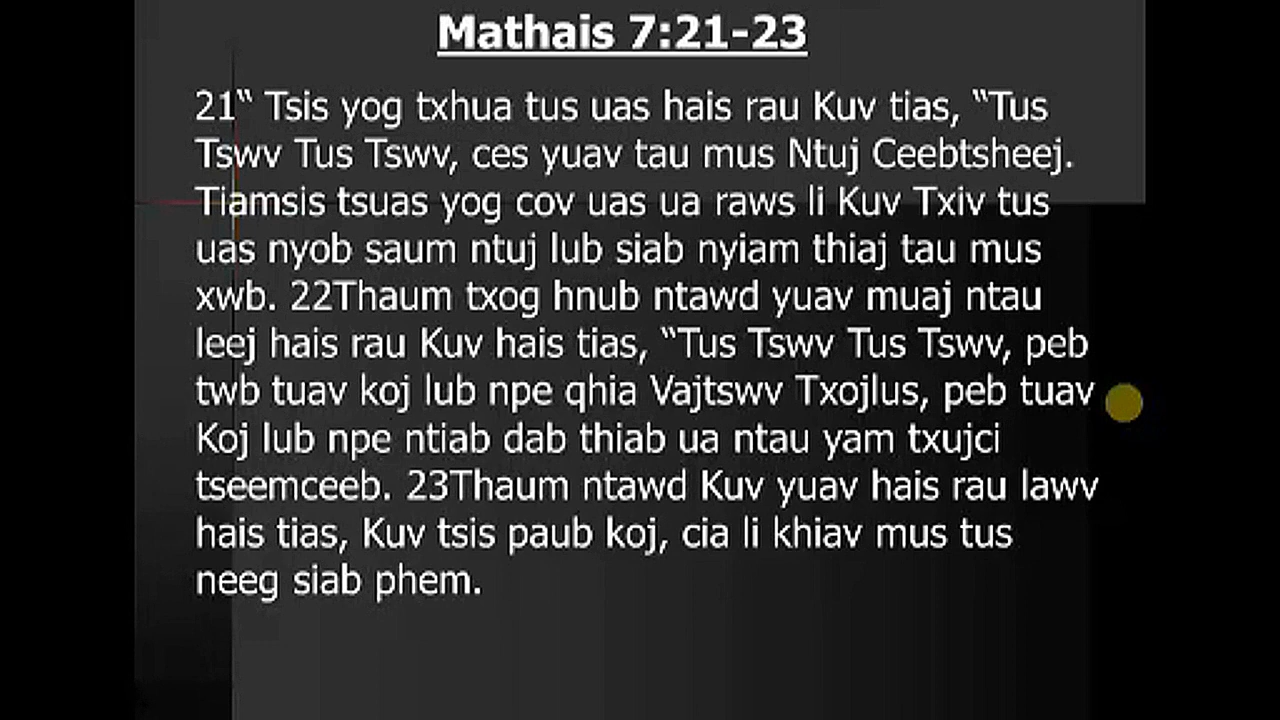 Mathais 7:21-23
21“ Tsis yog txhua tus uas hais rau Kuv tias, “Tus
Tswv Tus Tswv, ces yuav tau mus Ntuj Ceebtsheej.
Tiamsis tsuas yog cov uas ua raws li Kuv Txiv tus
uas nyob saum ntuj lub siab nyiam thiaj tau mus
xwb. 22Thaum txog hnub ntawd yuav muaj ntau
leej hais rau Kuv hais tias, “Tus Tswv Tus Tswv, peb
twb tuav koj lub npe qhia Vajtswv Txojlus, peb tuav
Koj lub npe ntiab dab thiab ua ntau yam txujci
tseemceeb. 23Thaum ntawd Kuv yuav hais rau lawv
hais tias, Kuv tsis paub koj, cia li khiav mus tus
neeg siab phem.